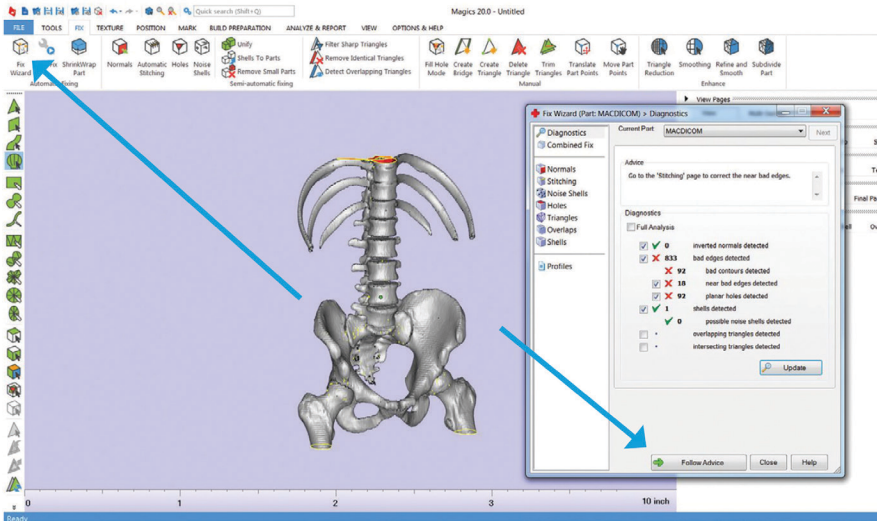 Quick search (Shift+Q)
Magics 20.0 - Untitled
FILE TOOLS FIX TEXTURE POSITION MARK BUILD PREPARATION ANALYZE & REPORT VIEW OPTIONS & HELP
Fix Wizard
Fix
ShrinkWrap Part
Normals
Automatic Stitching
Holes
Noise Shells
Unify
Shells To Parts
Remove Small Parts
Filter Sharp Triangles
Remove Identical Triangles
Detect Overlapping Triangles
Fill Hole Mode
Create Bridge
Create Triangle
Delete Triangle
Trim Triangles
Translate Part Points
Move Part Points
Triangle Reduction
Smoothing
Refine and Smooth
Subdivide Part
Automatic Fixing
Semi-automatic fixing
Manual
Enhance
View Pages
Fix Wizard (Part: MACDICOM) > Diagnostics
Diagnostics
Combined Fix
Normals
Stitching
Noise Shells
Holes
Triangles
Overlaps
Shells
Profiles
Current Part MACDICOM Next
Advice
Go to the 'Stitching' page to correct the near bad edges.
Diagnostics
Full Analysis
0 inverted normals detected
833 bad edges detected
92 bad contours detected
18 near bad edges detected
92 planar holes detected
1 shells detected
0 possible noise shells detected
overlapping triangles detected
intersecting triangles detected
Update
Follow Advice Close Help
Final Pa
0 1 2 3 10 inch
Ready